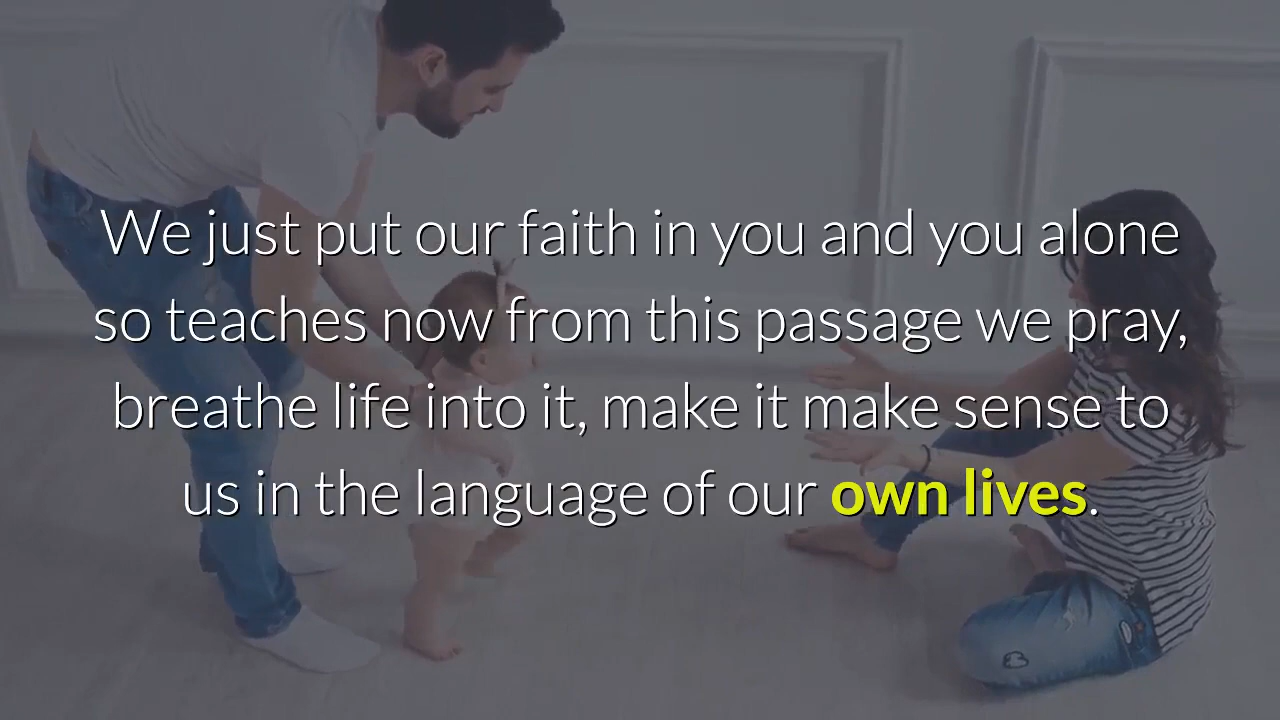 We just put our faith in you and you alone
so teaches now from this passage we pray,
breathe life into it, make it make sense to
us in the language of our own lives.